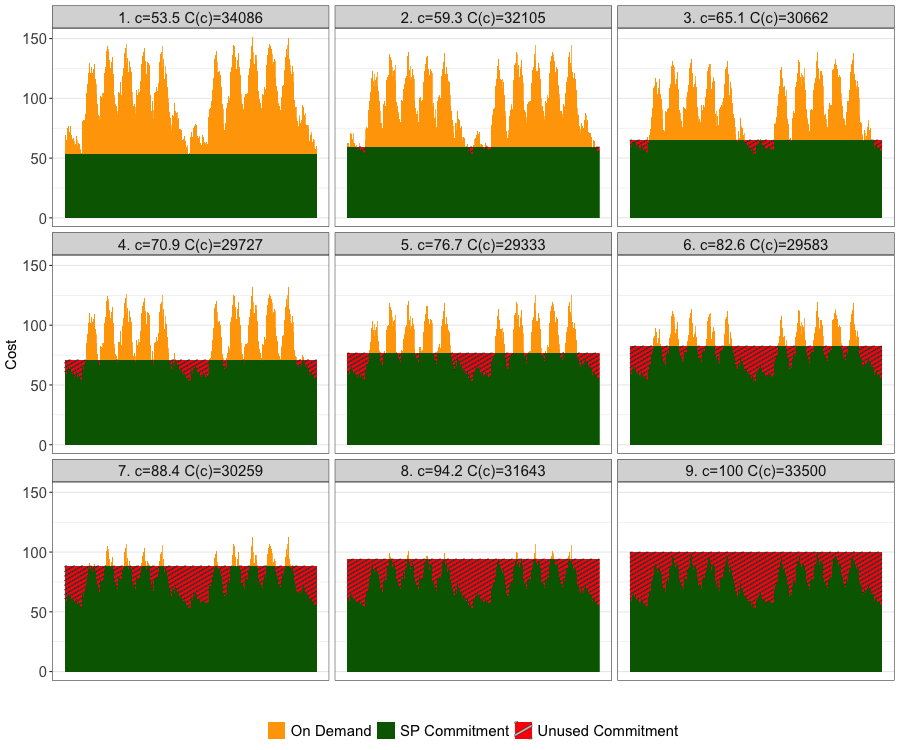 1. c=53.5 C(c)=34086
2. c=59.3 C(c)=32105
3. c=65.1 C(c)=30662
150
100
50
0
4. c=70.9 C(c)=29727
5. c=76.7 C(c)=29333
6. c=82.6 C(c)=29583
150
100
50
0
Cost
7. c=88.4 C(c)=30259
8. c=94.2 C(c)=31643
9. c=100 C(c)=33500
150
100
50
0
On Demand SP Commitment Unused Commitment